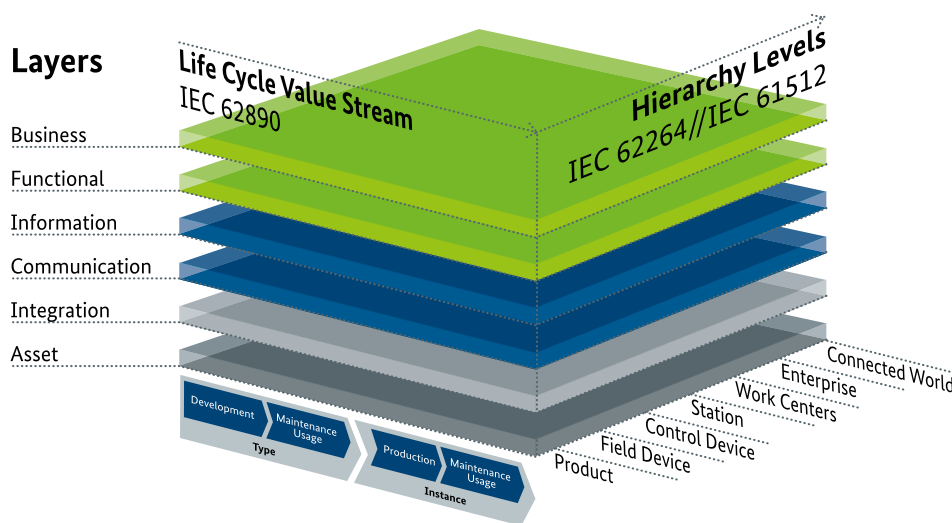 Layers
Life Cycle Value Stream
IEC 62890
Hierarchy Levels
IEC 62264//IEC 61512
Business
Functional
Information
Communication
Integration
Asset
Development
Maintenance
Usage
Type
Production
Maintenance
Usage
Instance
Connected World
Enterprise
Work Centers
Station
Control Device
Field Device
Product